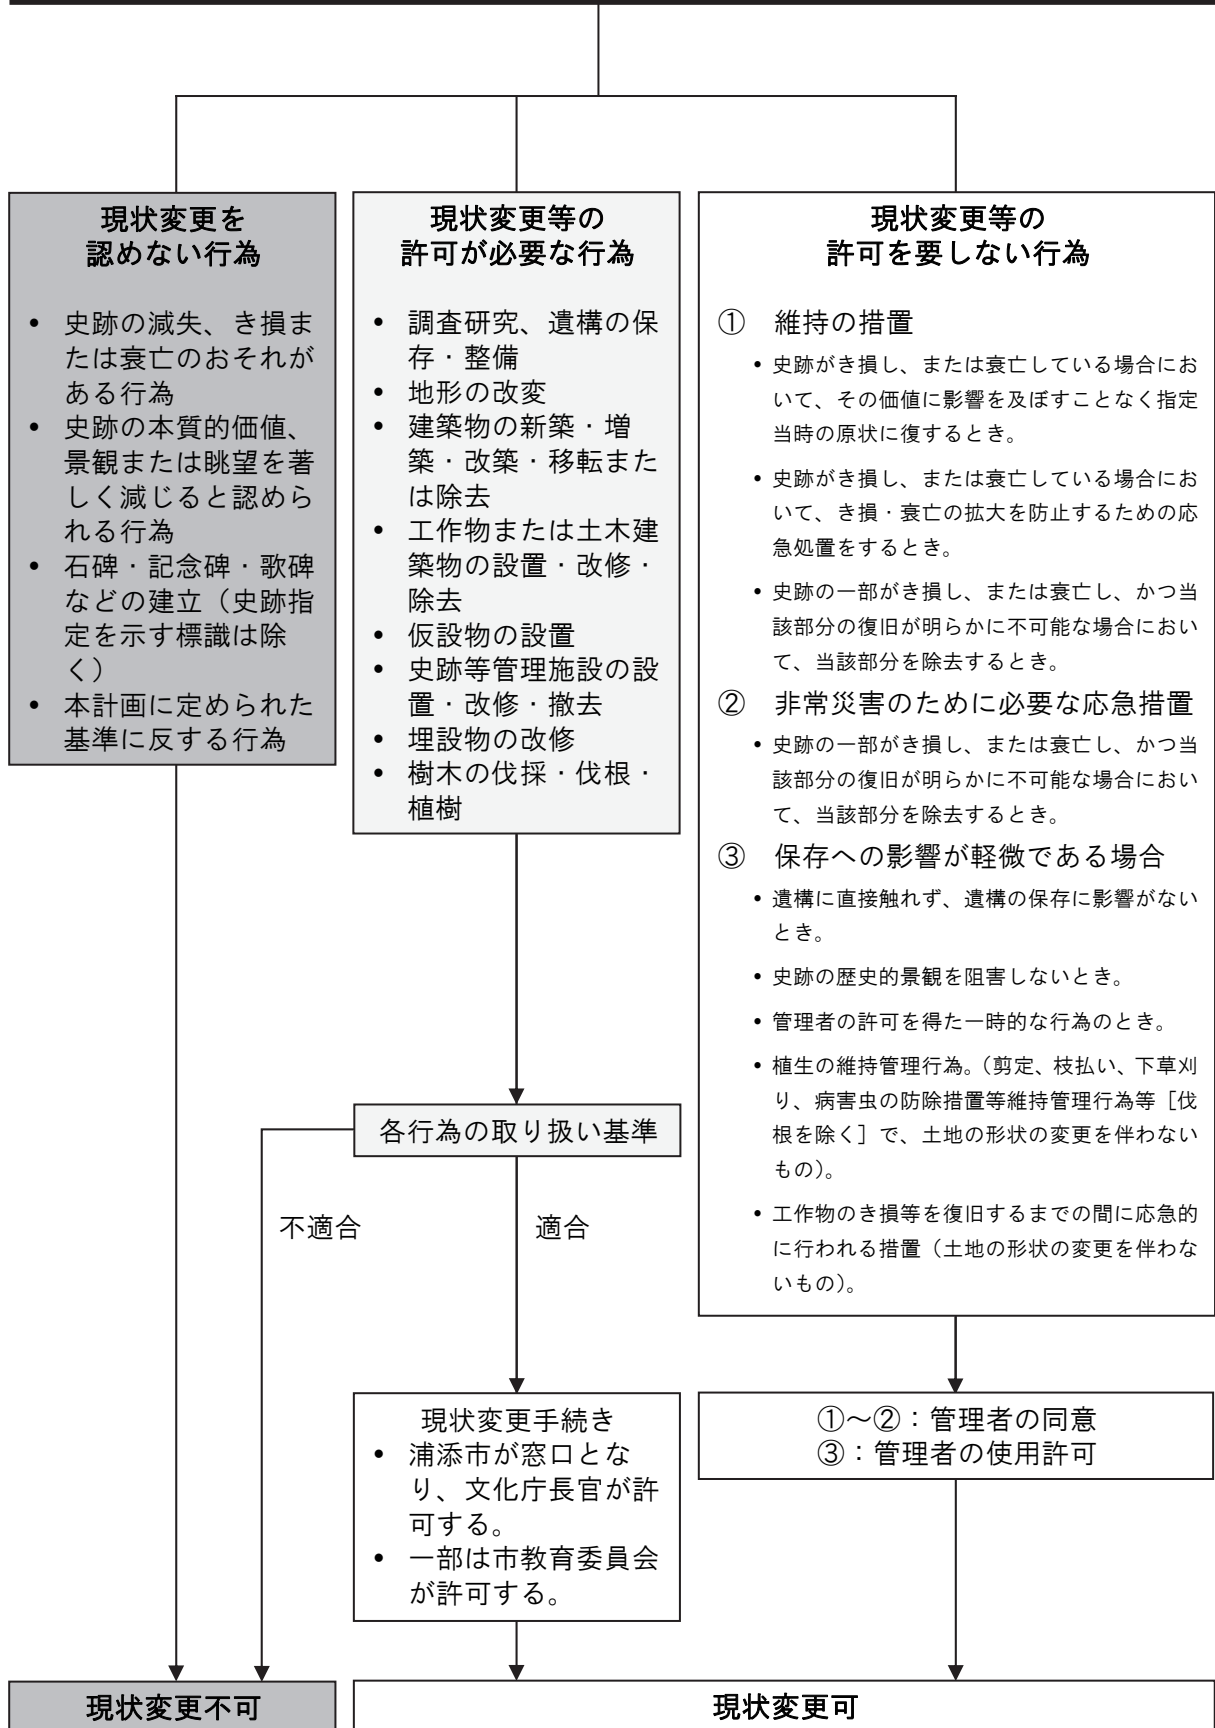 現状変更を
認めない行為
• 史跡の減失、き損ま
たは衰亡のおそれが
ある行為
• 史跡の本質的価値、
景観または眺望を著
しく減じると認めら
れる行為
• 石碑・記念碑・歌碑
などの建立（史跡指
定を示す標識は除
く）
• 本計画に定められた
基準に反する行為
現状変更等の
許可が必要な行為
• 調査研究、遺構の保
存・整備
• 地形の改変
• 建築物の新築・増
築・改築・移転また
は除去
• 工作物または土木建
築物の設置・改修・
除去
• 仮設物の設置
• 史跡等管理施設の設
置・改修・撤去
• 埋設物の改修
• 樹木の伐採・伐根・
植樹
現状変更等の
許可を要しない行為
① 維持の措置
• 史跡がき損し、または衰亡している場合にお
いて、その価値に影響を及ぼすことなく指定
当時の原状に復するとき。
• 史跡がき損し、または衰亡している場合にお
いて、き損・衰亡の拡大を防止するための応
急処置をするとき。
• 史跡の一部がき損し、または衰亡し、かつ当
該部分の復旧が明らかに不可能な場合におい
て、当該部分を除去するとき。
② 非常災害のために必要な応急措置
• 史跡の一部がき損し、または衰亡し、かつ当
該部分の復旧が明らかに不可能な場合におい
て、当該部分を除去するとき。
③ 保存への影響が軽微である場合
• 遺構に直接触れず、遺構の保存に影響がない
とき。
• 史跡の歴史的景観を阻害しないとき。
• 管理者の許可を得た一時的な行為のとき。
• 植生の維持管理行為。（剪定、枝払い、下草刈
り、病害虫の防除措置等維持管理行為等［伐
根を除く］で、土地の形状の変更を伴わない
もの）。
• 工作物のき損等を復旧するまでの間に応急的
に行われる措置（土地の形状の変更を伴わな
いもの）。
各行為の取り扱い基準
不適合
適合
現状変更手続き
• 浦添市が窓口とな
り、文化庁長官が許
可する。
• 一部は市教育委員会
が許可する。
①～②：管理者の同意
③：管理者の使用許可
現状変更不可
現状変更可